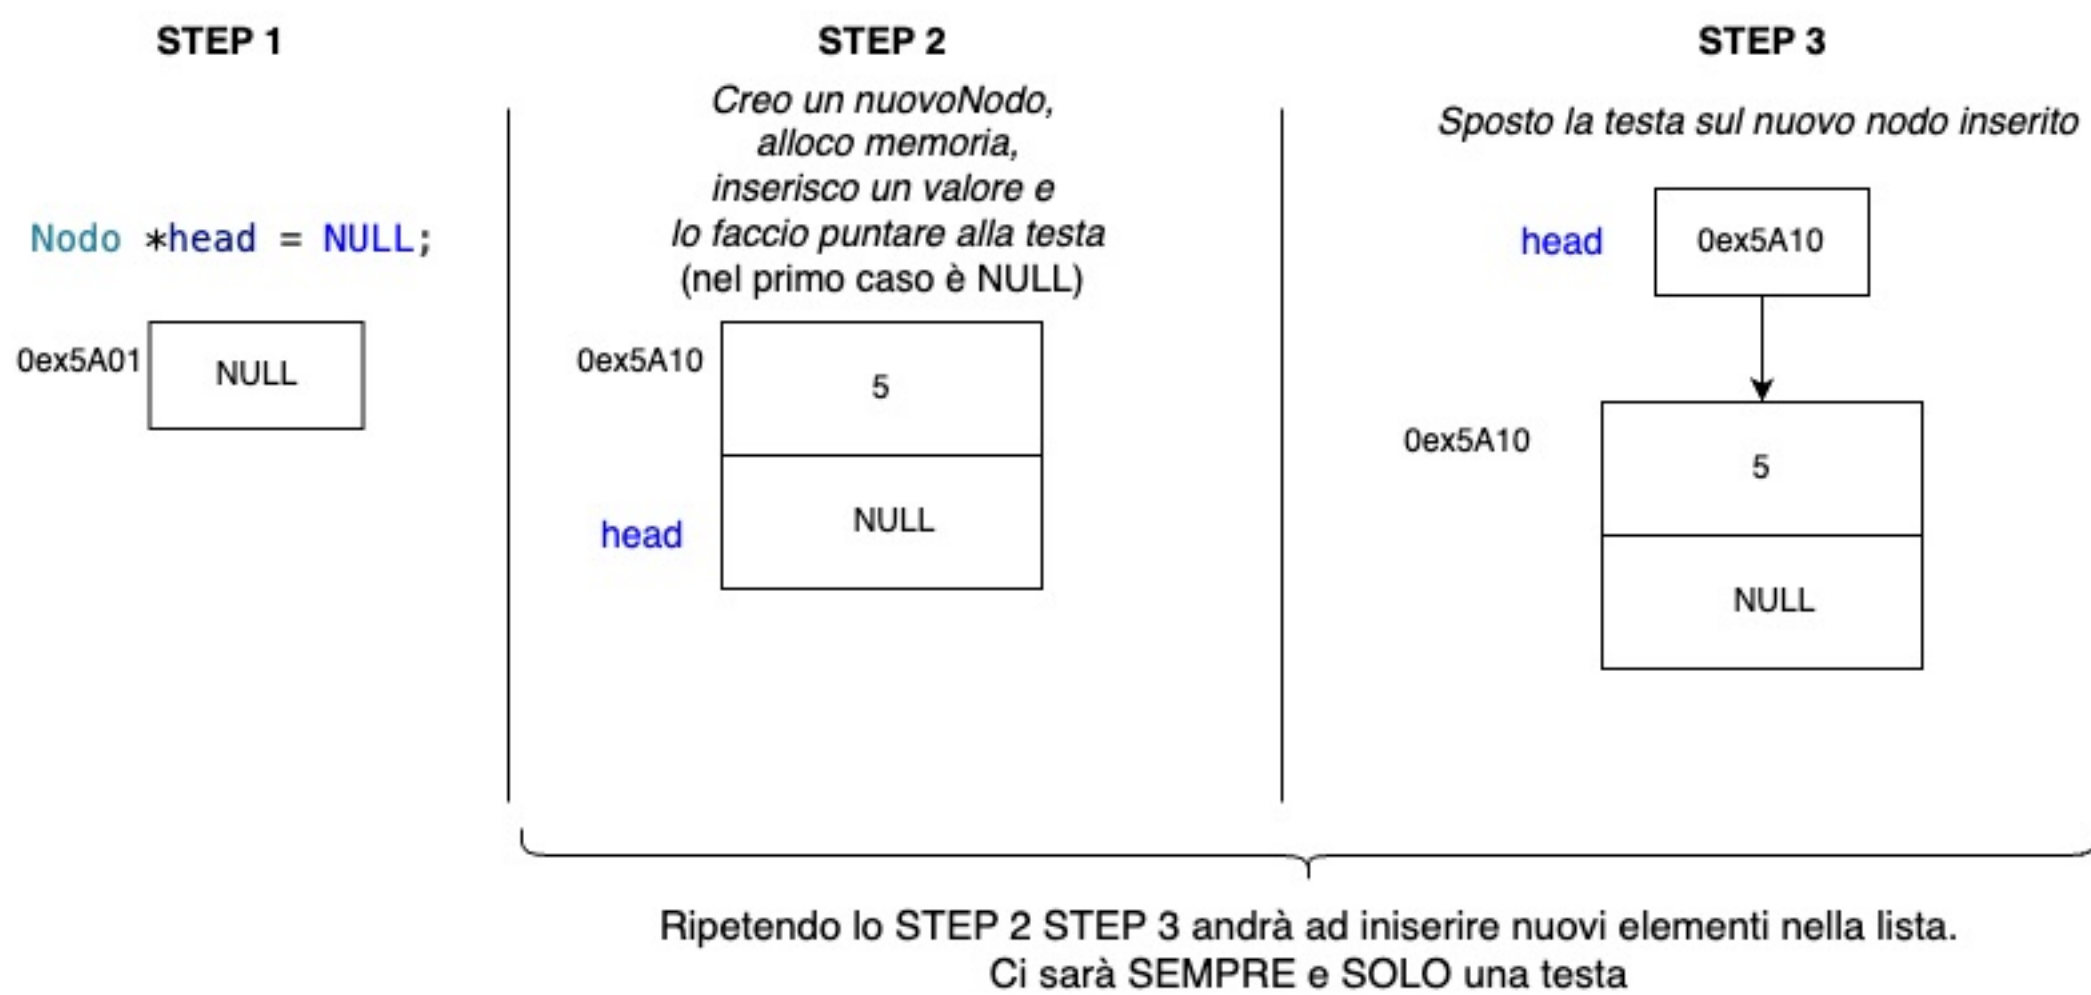 STEP 1
Nodo *head = NULL;
0ex5A01
NULL
STEP 2
Creo un nuovoNodo,
alloco memoria,
inserisco un valore e
lo faccio puntare alla testa
(nel primo caso è NULL)
0ex5A10
5
head
NULL
STEP 3
Sposto la testa sul nuovo nodo inserito
head
0ex5A10
0ex5A10
5
NULL
Ripetendo lo STEP 2 STEP 3 andrà ad iniserire nuovi elementi nella lista.
Ci sarà SEMPRE e SOLO una testa